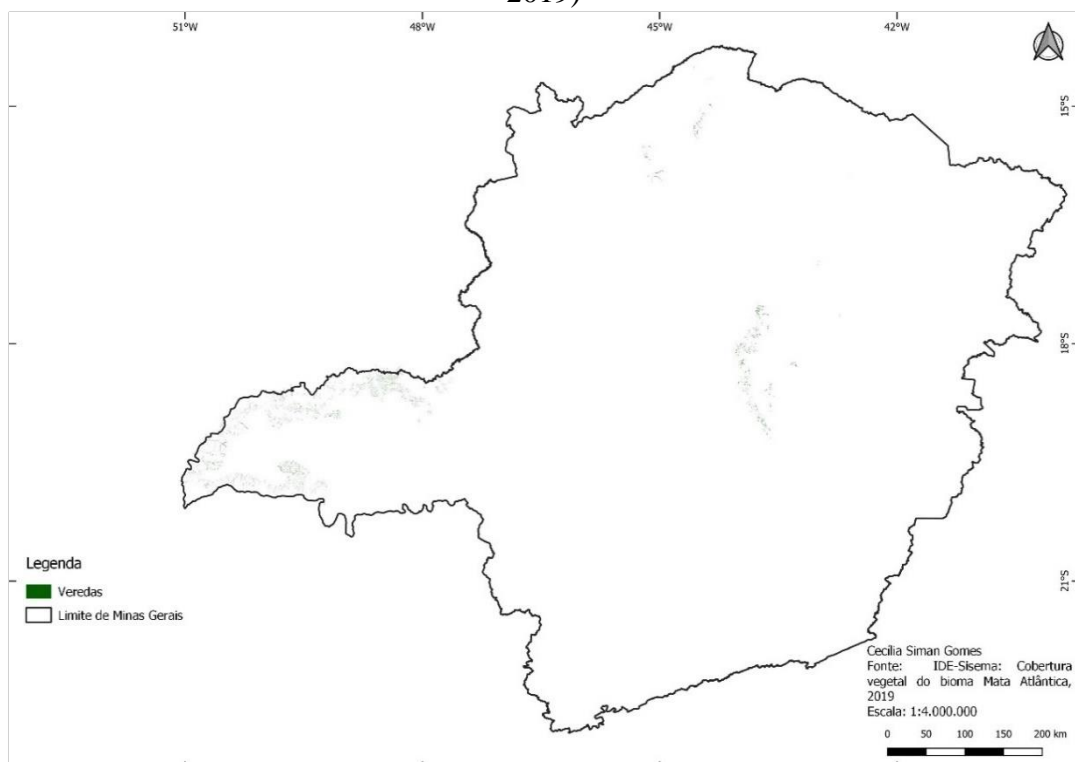 2019)
51°W 48°W 45°W 42°W
15°S
18°S
21°S
Legenda
Veredas
Limite de Minas Gerais
Cecília Siman Gomes
Fonte: IDE-Sisema: Cobertura
vegetal do bioma Mata Atlântica,
2019
Escala: 1:4.000.000
0 50 100 150 200 km